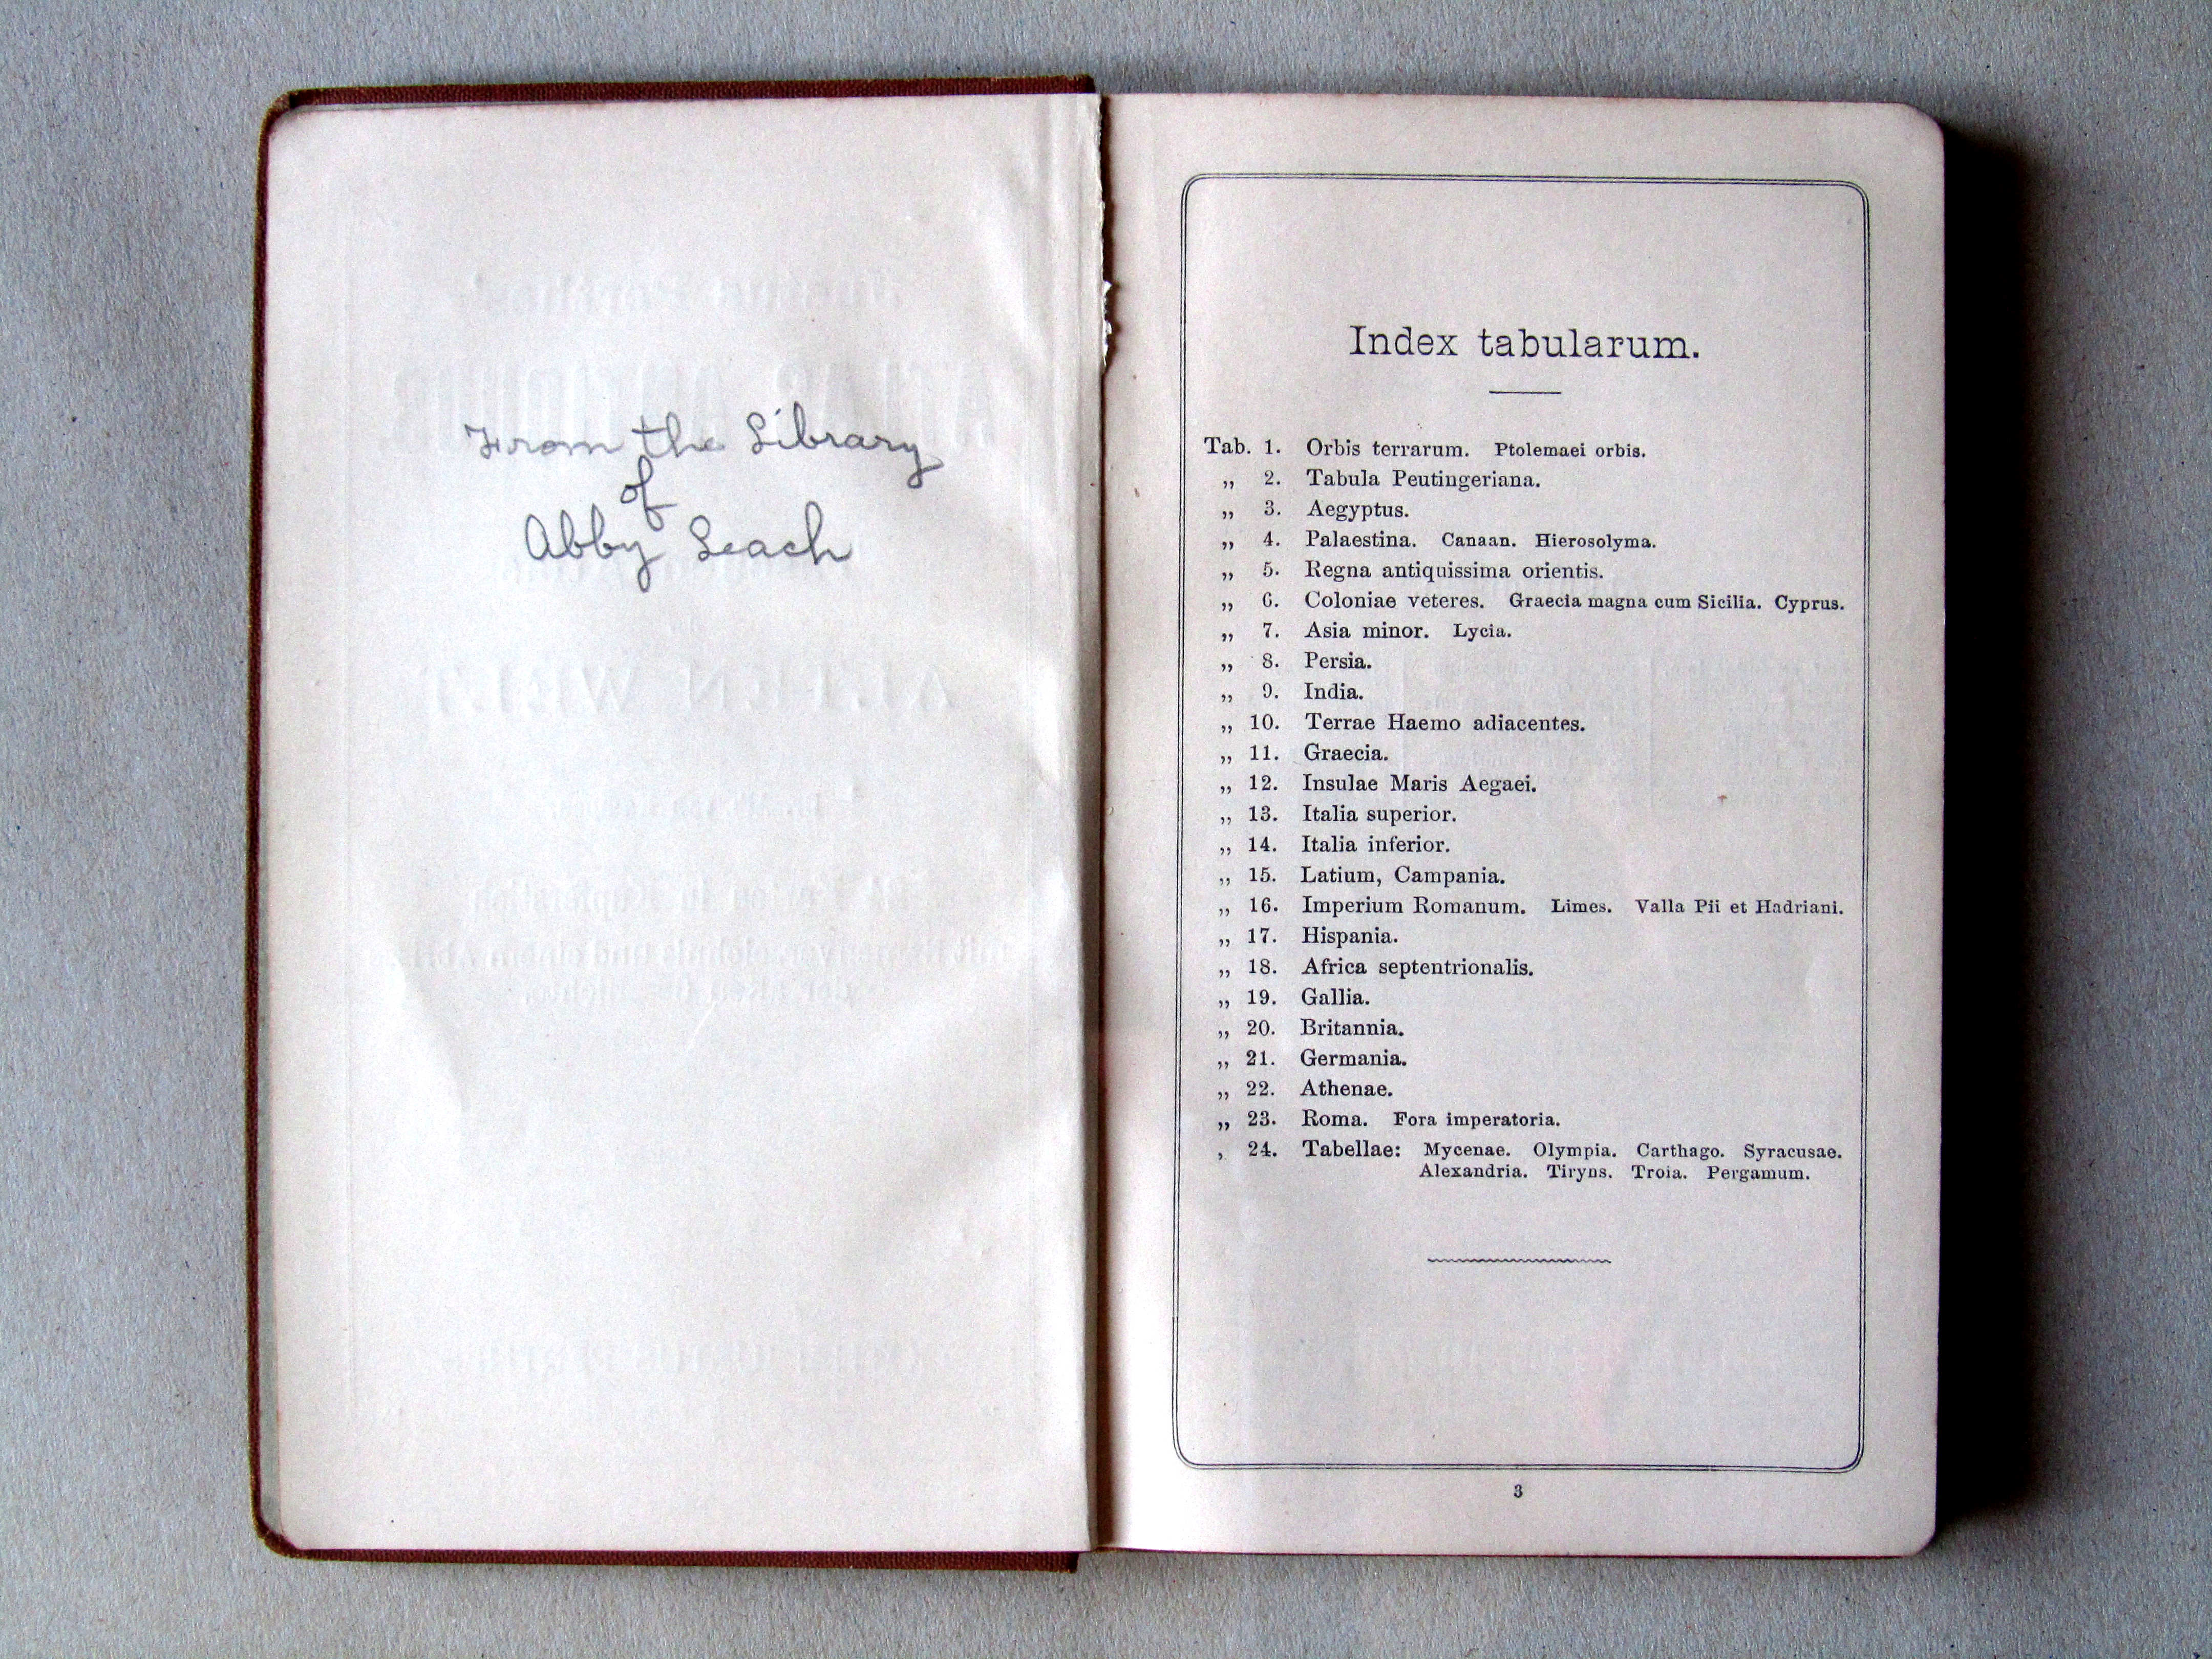 From the Library
of
Abby Leach
Index tabularum.
Tab. 1. Orbis terrarum. Ptolemaei orbis.
„ 2. Tabula Peutingeriana.
„ 3. Aegyptus.
„ 4. Palaestina. Canaan. Hierosolyma.
„ 5. Regna antiquissima orientis.
„ 6. Coloniae veteres. Graecia magna cum Sicilia. Cyprus.
„ 7. Asia minor. Lycia.
„ 8. Persia.
„ 9. India.
„ 10. Terrae Haemo adiacentes.
„ 11. Graecia.
„ 12. Insulae Maris Aegaei.
„ 13. Italia superior.
„ 14. Italia inferior.
„ 15. Latium, Campania.
„ 16. Imperium Romanum. Limes. Valla Pii et Hadriani.
„ 17. Hispania.
„ 18. Africa septentrionalis.
„ 19. Gallia.
„ 20. Britannia.
„ 21. Germania.
„ 22. Athenae.
„ 23. Roma. Fora imperatoria.
„ 24. Tabellae: Mycenae. Olympia. Carthago. Syracusae.
Alexandria. Tiryns. Troia. Pergamum.
3